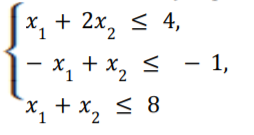 x₁ + 2x₂ ≤ 4,
− x₁ + x₂ ≤ − 1,
x₁ + x₂ ≤ 8